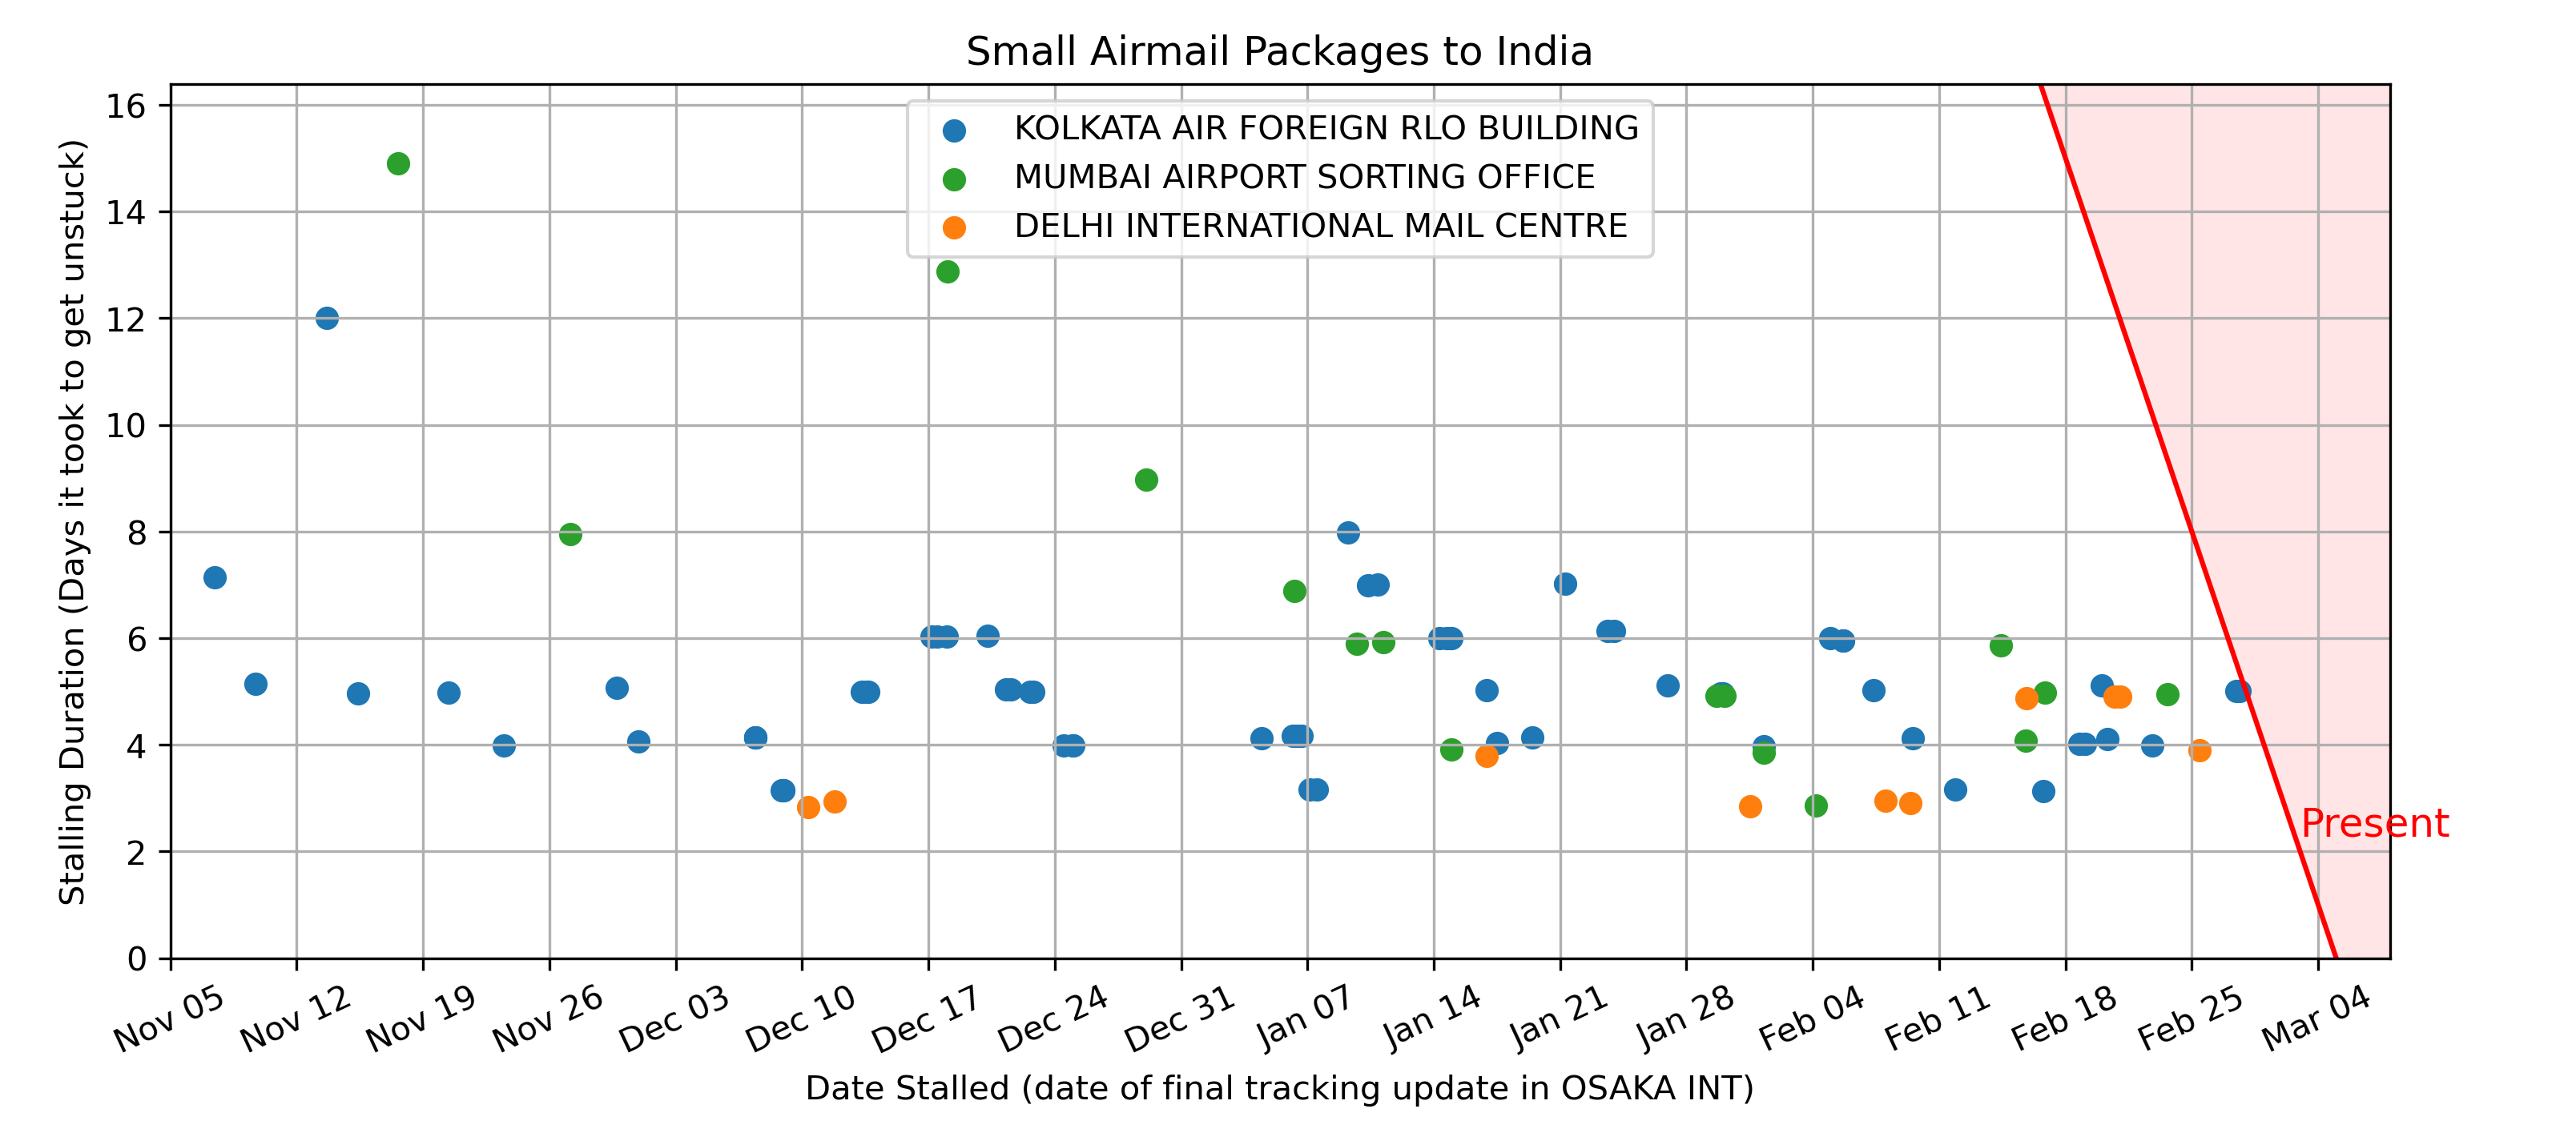 Small Airmail Packages to India
KOLKATA AIR FOREIGN RLO BUILDING
MUMBAI AIRPORT SORTING OFFICE
DELHI INTERNATIONAL MAIL CENTRE
Stalling Duration (Days it took to get unstuck)
16
14
12
10
8
6
4
2
0
Present
Nov 05
Nov 12
Nov 19
Nov 26
Dec 03
Dec 10
Dec 17
Dec 24
Dec 31
Jan 07
Jan 14
Jan 21
Jan 28
Feb 04
Feb 11
Feb 18
Feb 25
Mar 04
Date Stalled (date of final tracking update in OSAKA INT)